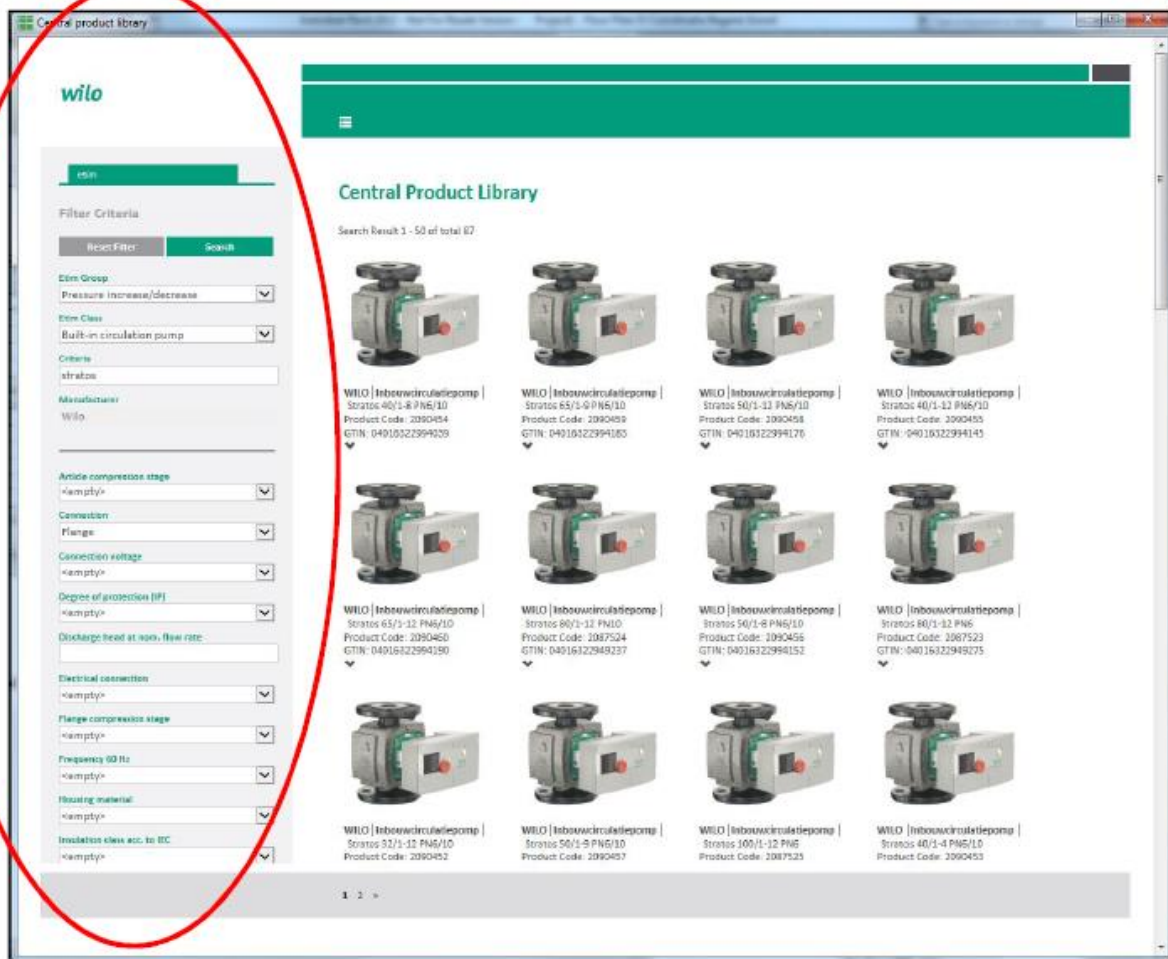 Central product library
wilo
etim
Filter Criteria
Reset Filter
Search
Etim Group
Pressure increase/decrease
Etim Class
Built-in circulation pump
Criteria
stratos
Manufacturer
Wilo
Article compression stage
<empty>
Connection
Flange
Connection voltage
<empty>
Degree of protection (IP)
<empty>
Discharge head at nom. flow rate
Electrical connection
<empty>
Flange compression stage
<empty>
Frequency 60 Hz
<empty>
Housing material
<empty>
Insulation class acc. to IEC
<empty>
Central Product Library
Search Result 1 - 50 of total 87
WILO | Inbouwcirculatiepomp |
Stratos 40/1-8 PN6/10
Product Code: 2090454
GTIN: 04016322994039
WILO | Inbouwcirculatiepomp |
Stratos 65/1-9 PN6/10
Product Code: 2090459
GTIN: 04016322994183
WILO | Inbouwcirculatiepomp |
Stratos 50/1-12 PN6/10
Product Code: 2090458
GTIN: 04016322994176
WILO | Inbouwcirculatiepomp |
Stratos 40/1-12 PN6/10
Product Code: 2090455
GTIN: 04016322994145
WILO | Inbouwcirculatiepomp |
Stratos 65/1-12 PN6/10
Product Code: 2090460
GTIN: 04016322994190
WILO | Inbouwcirculatiepomp |
Stratos 80/1-12 PN10
Product Code: 2087524
GTIN: 04016322949237
WILO | Inbouwcirculatiepomp |
Stratos 50/1-8 PN6/10
Product Code: 2090456
GTIN: 04016322994152
WILO | Inbouwcirculatiepomp |
Stratos 80/1-12 PN6
Product Code: 2087523
GTIN: 04016322949275
WILO | Inbouwcirculatiepomp |
Stratos 32/1-12 PN6/10
Product Code: 2090452
WILO | Inbouwcirculatiepomp |
Stratos 50/1-9 PN6/10
Product Code: 2090457
WILO | Inbouwcirculatiepomp |
Stratos 100/1-12 PN6
Product Code: 2087525
WILO | Inbouwcirculatiepomp |
Stratos 40/1-4 PN6/10
Product Code: 2090453
1 2 »